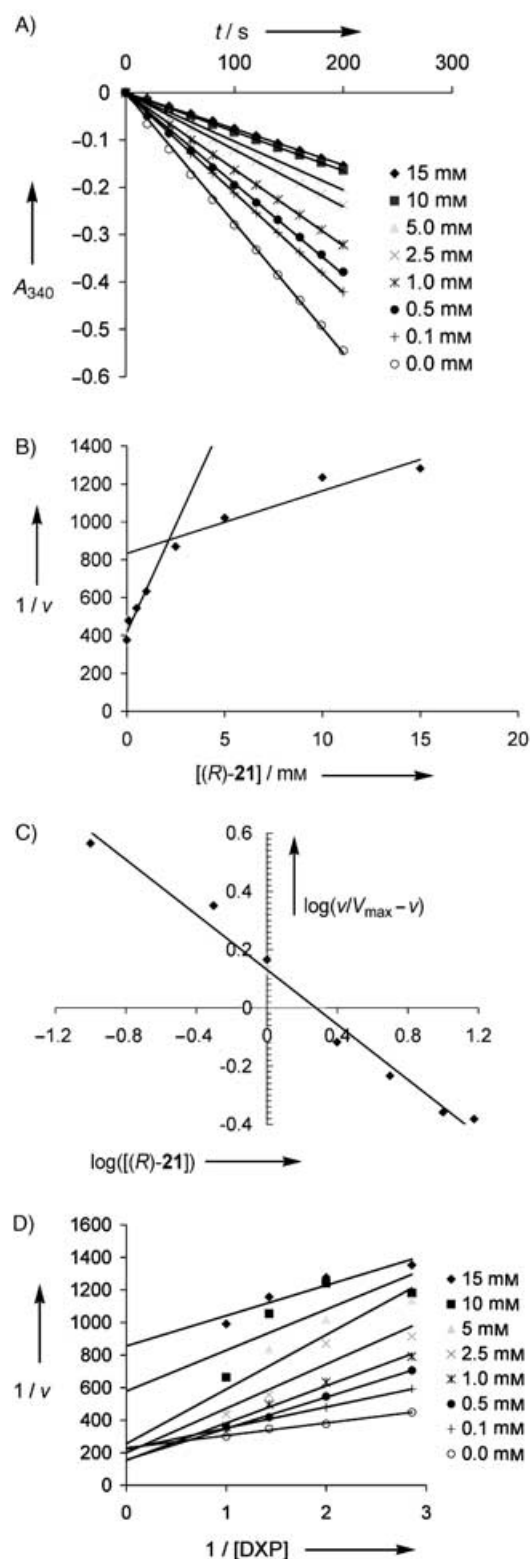 A)
t / s
0 100 200 300
0
−0.1
−0.2
−0.3
−0.4
−0.5
−0.6
A340
15 mM
10 mM
5.0 mM
2.5 mM
1.0 mM
0.5 mM
0.1 mM
0.0 mM
B)
1400
1200
1000
800
600
400
200
0
1 / v
0 5 10 15 20
[(R)-21] / mM
C)
0.6
0.4
0.2
0
-0.2
-0.4
log(v/Vmax – v)
−1.2 −0.8 −0.4 0 0.4 0.8 1.2
log([(R)-21])
D)
1600
1400
1200
1000
800
600
400
200
0
1 / v
0 1 2 3
15 mM
10 mM
5 mM
2.5 mM
1.0 mM
0.5 mM
0.1 mM
0.0 mM
1 / [DXP]